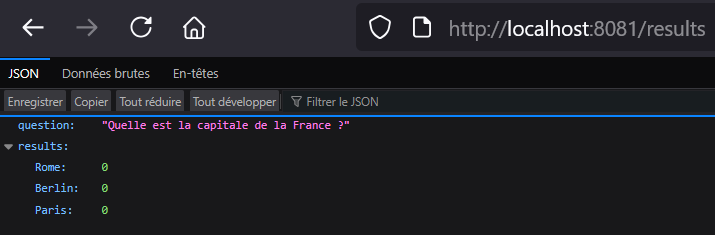 http://localhost:8081/results
JSON Données brutes En-têtes
Enregistrer Copier Tout réduire Tout développer Filtrer le JSON
question: "Quelle est la capitale de la France ?"
results:
Rome: 0
Berlin: 0
Paris: 0